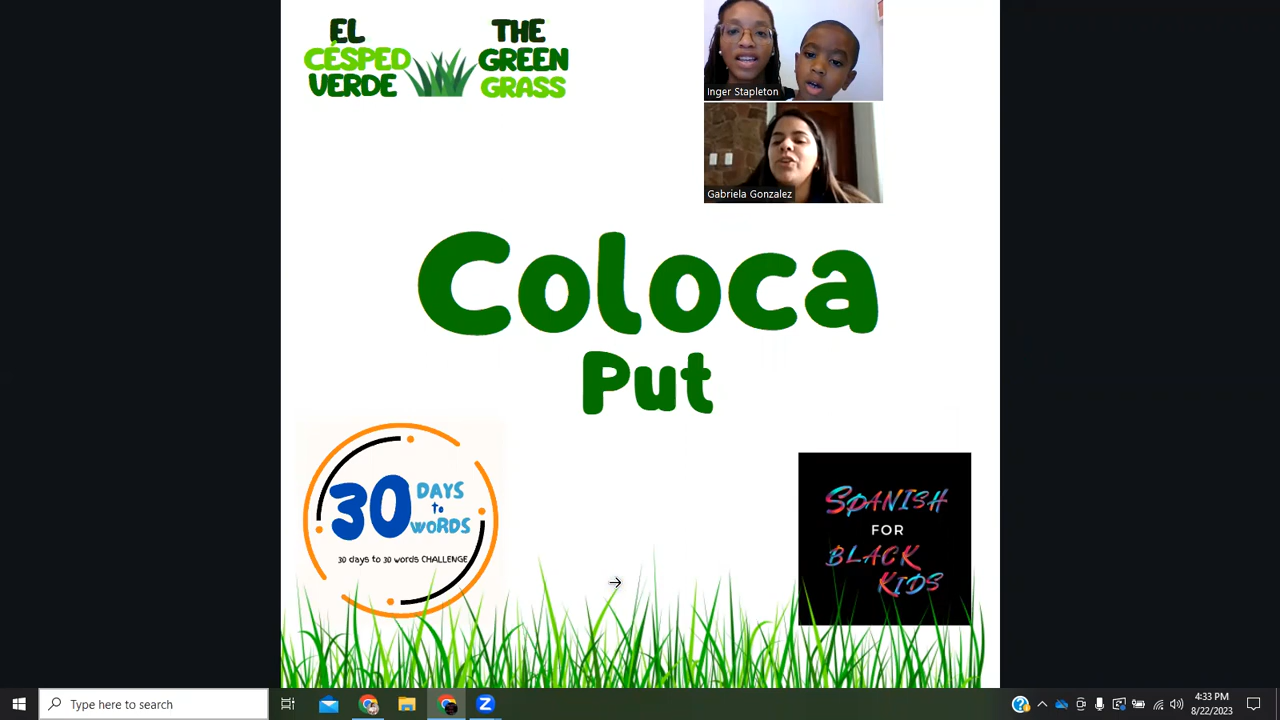 EL
CÉSPED
VERDE
THE
GREEN
GRASS
Inger Stapleton
Gabriela Gonzalez
Coloca
Put
30 DAYS
to
WORDS
30 days to 30 words CHALLENGE
SPANISH
FOR
BLACK
KIDS
Type here to search
4:33 PM
8/22/2023